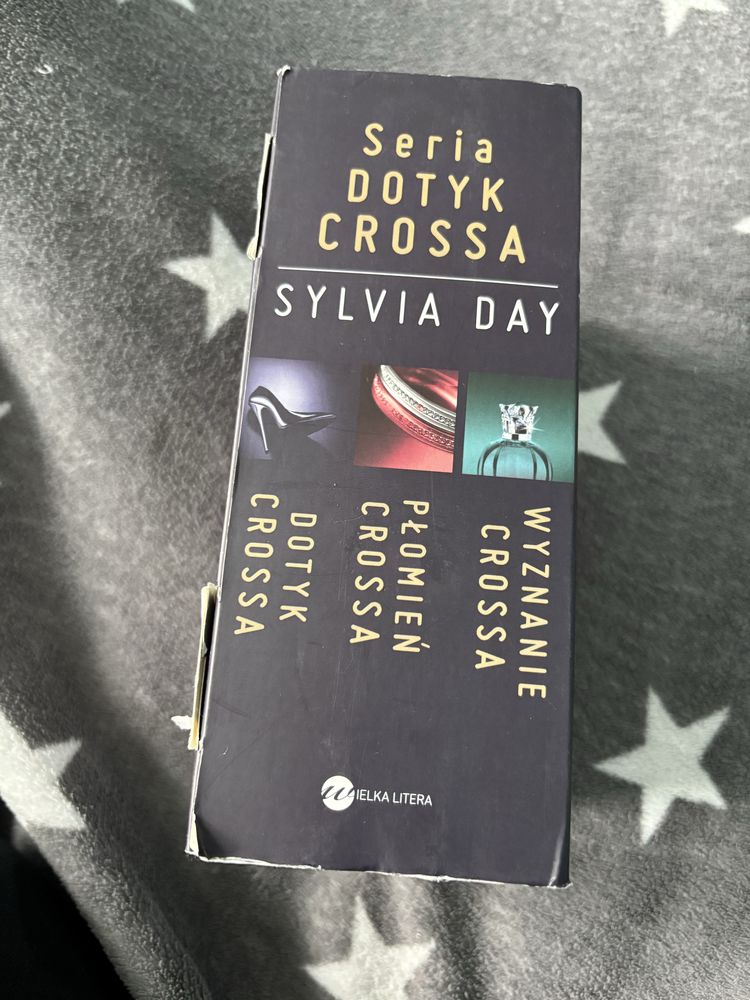 Seria
DOTYK
CROSSA
SYLVIA DAY
DOTYK
CROSSA
PŁOMIEŃ
CROSSA
WYZNANIE
CROSSA
WIELKA LITERA